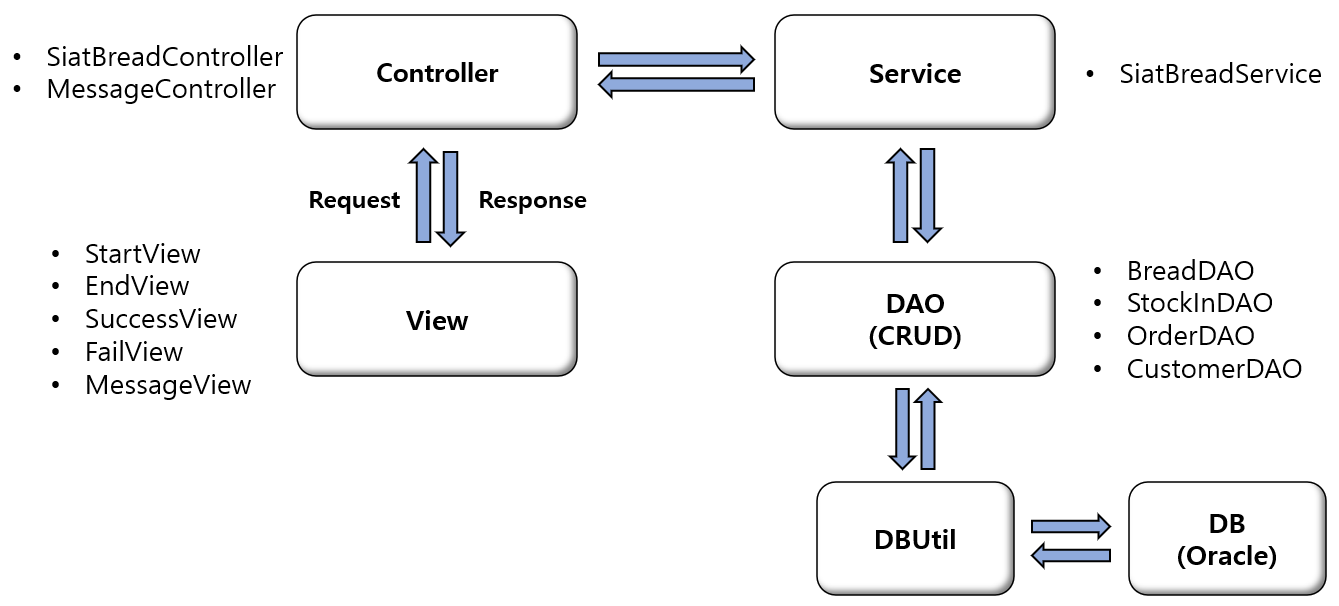 • SiatBreadController
• MessageController
Controller
Service
• SiatBreadService
Request
Response
• StartView
• EndView
• SuccessView
• FailView
• MessageView
View
DAO
(CRUD)
• BreadDAO
• StockInDAO
• OrderDAO
• CustomerDAO
DBUtil
DB
(Oracle)